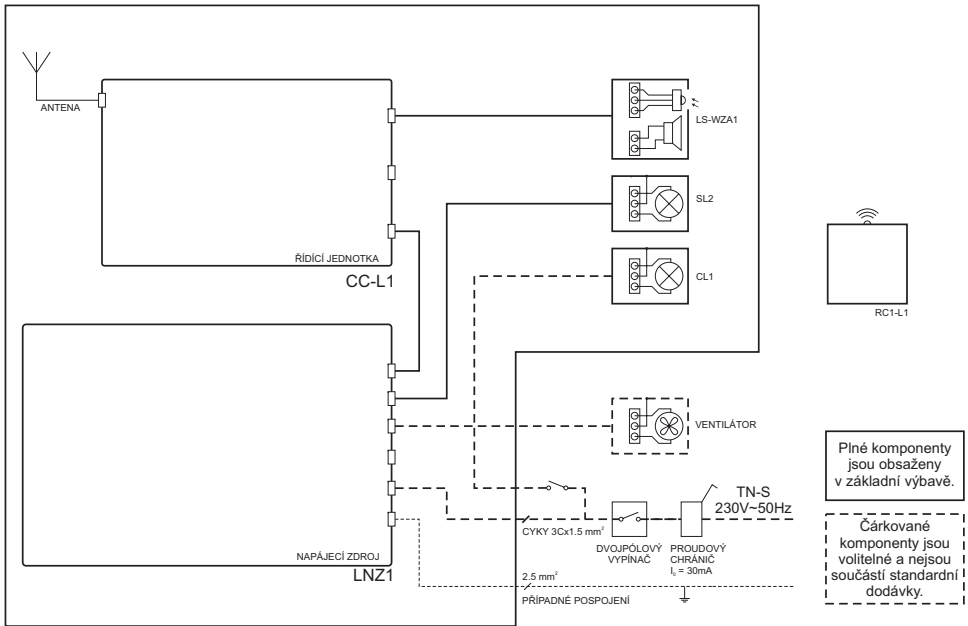 ANTENA
ŘÍDÍCÍ JEDNOTKA
CC-L1
LS-WZA1
SL2
CL1
RC1-L1
VENTILÁTOR
Plné komponenty
jsou obsaženy
v základní výbavě.
TN-S
230V~50Hz
CYKY 3Cx1.5 mm²
DVOJPÓLOVÝ
VYPÍNAČ
PROUDOVÝ
CHRÁNIČ
I₀ = 30mA
Čárkované
komponenty jsou
volitelné a nejsou
součástí standardní
dodávky.
NAPÁJECÍ ZDROJ
LNZ1
2.5 mm²
PŘÍPADNÉ POSPOJENÍ